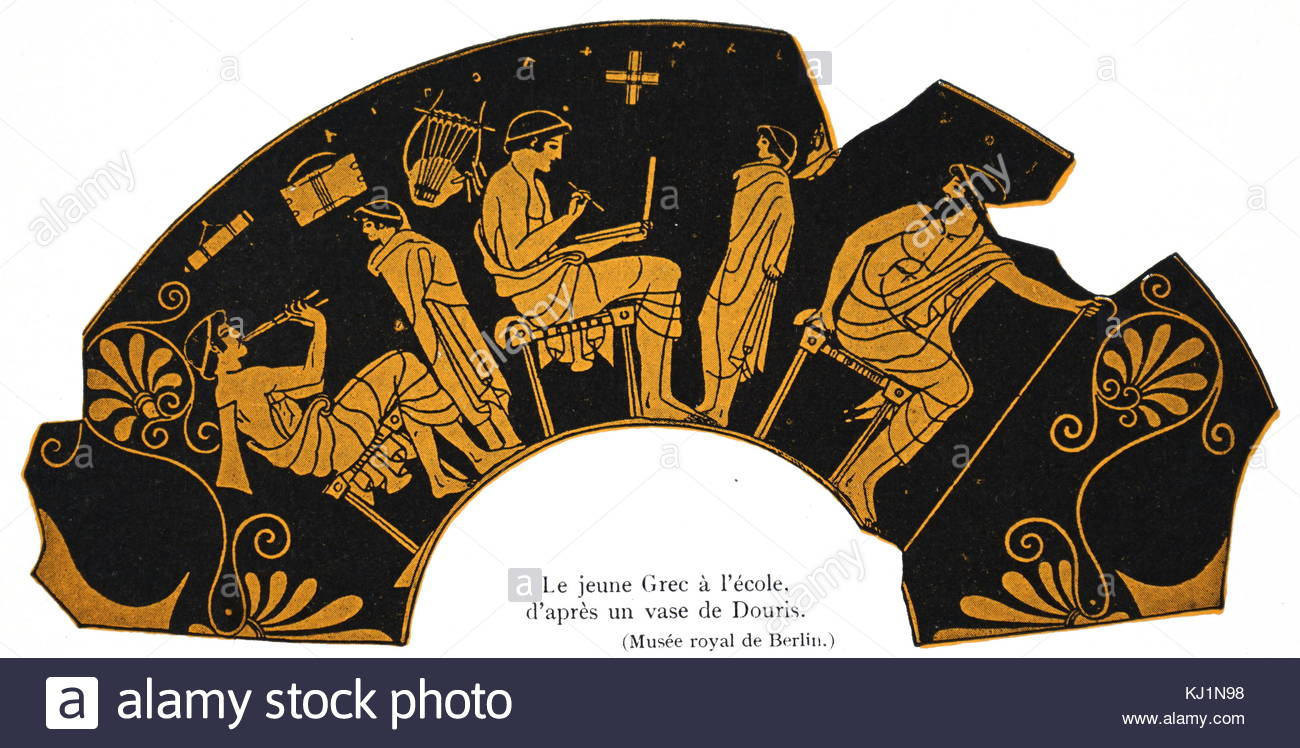 Le jeune Grec à l'école,
d'après un vase de Douris.
(Musée royal de Berlin.)
alamy
a
a alamy stock photo
KJ1N98
www.alamy.com